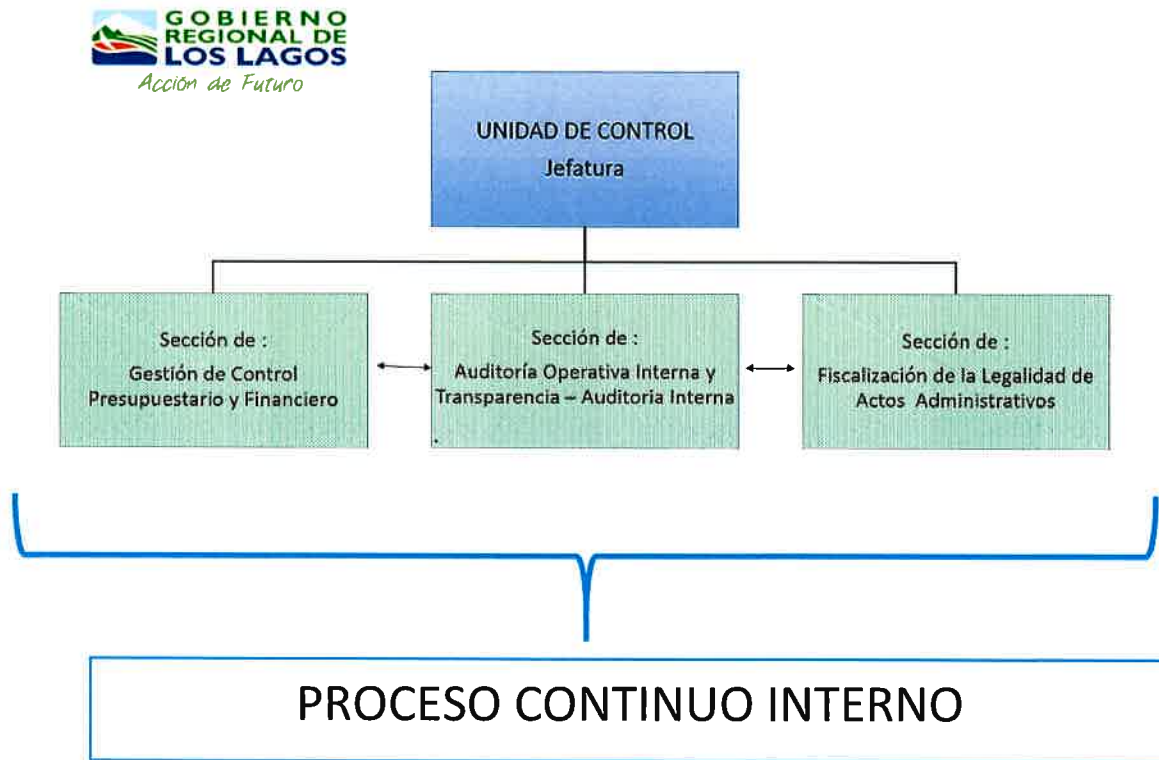 GOBIERNO
REGIONAL DE
LOS LAGOS
Acción de Futuro
UNIDAD DE CONTROL
Jefatura
Sección de :
Gestión de Control
Presupuestario y Financiero
Sección de :
Auditoría Operativa Interna y
Transparencia – Auditoria Interna
.
Sección de :
Fiscalización de la Legalidad de
Actos Administrativos
PROCESO CONTINUO INTERNO